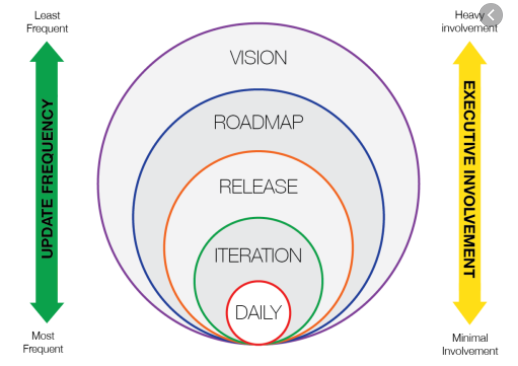 Least
Frequent
Heavy
involvement
VISION
ROADMAP
RELEASE
ITERATION
DAILY
UPDATE FREQUENCY
EXECUTIVE INVOLVEMENT
Most
Frequent
Minimal
Involvement